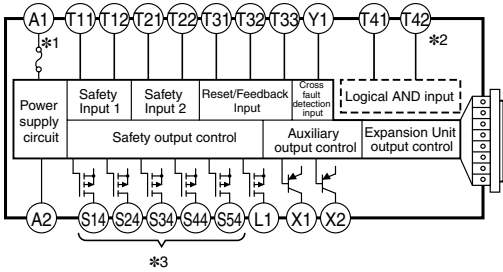 A1 T11 T12 T21 T22 T31 T32 T33 Y1 T41 T42
*1 *2
Power
supply
circuit
Safety
Input 1
Safety
Input 2
Reset/Feedback
Input
Cross
fault
detection
input
Logical AND input
Safety output control
Auxiliary
output control
Expansion Unit
output control
A2 S14 S24 S34 S44 S54 L1 X1 X2
*3